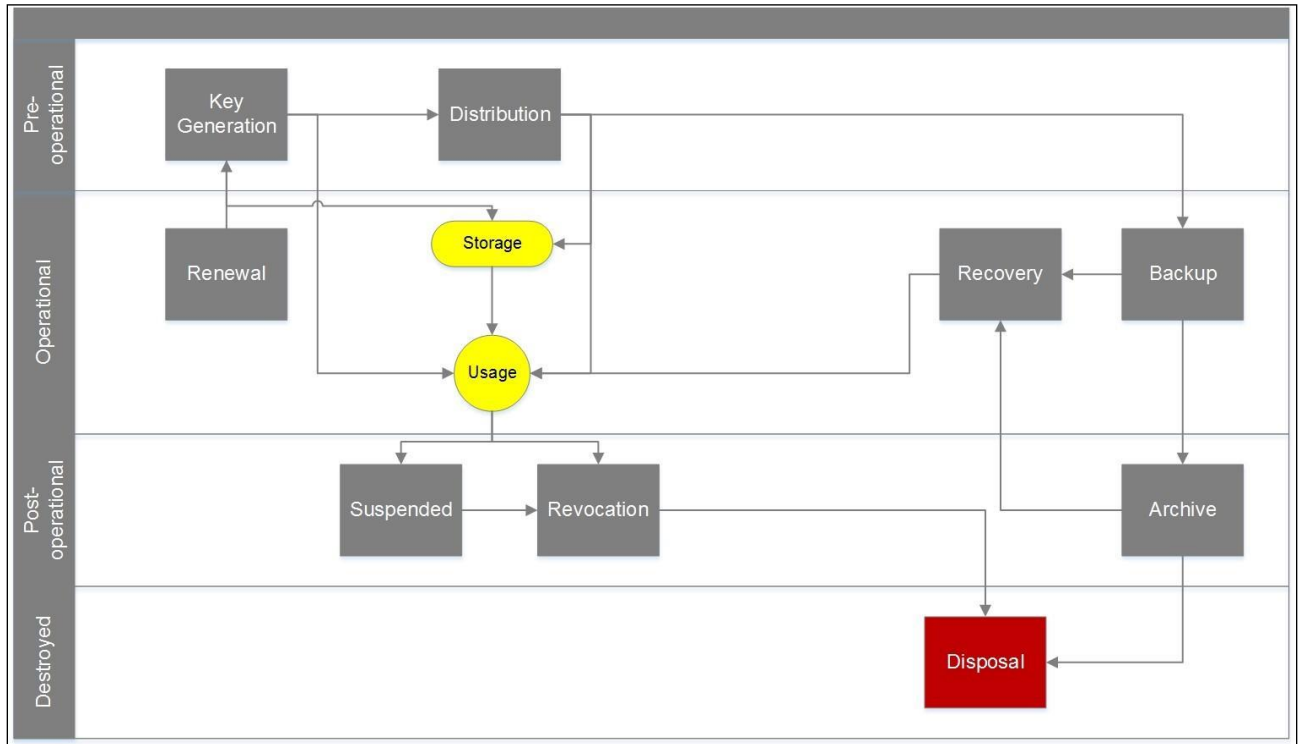 Pre-
operational
Key
Generation
Distribution
Operational
Renewal
Storage
Recovery
Backup
Usage
Post-
operational
Suspended
Revocation
Archive
Destroyed
Disposal